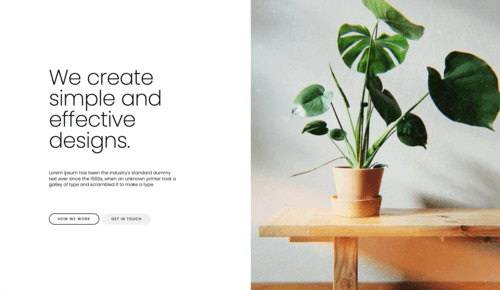 We create
simple and
effective
designs.
Lorem Ipsum has been the industry's standard dummy
text ever since the 1500s, when an unknown printer took a
galley of type and scrambled it to make a type.
HOW WE WORK
GET IN TOUCH